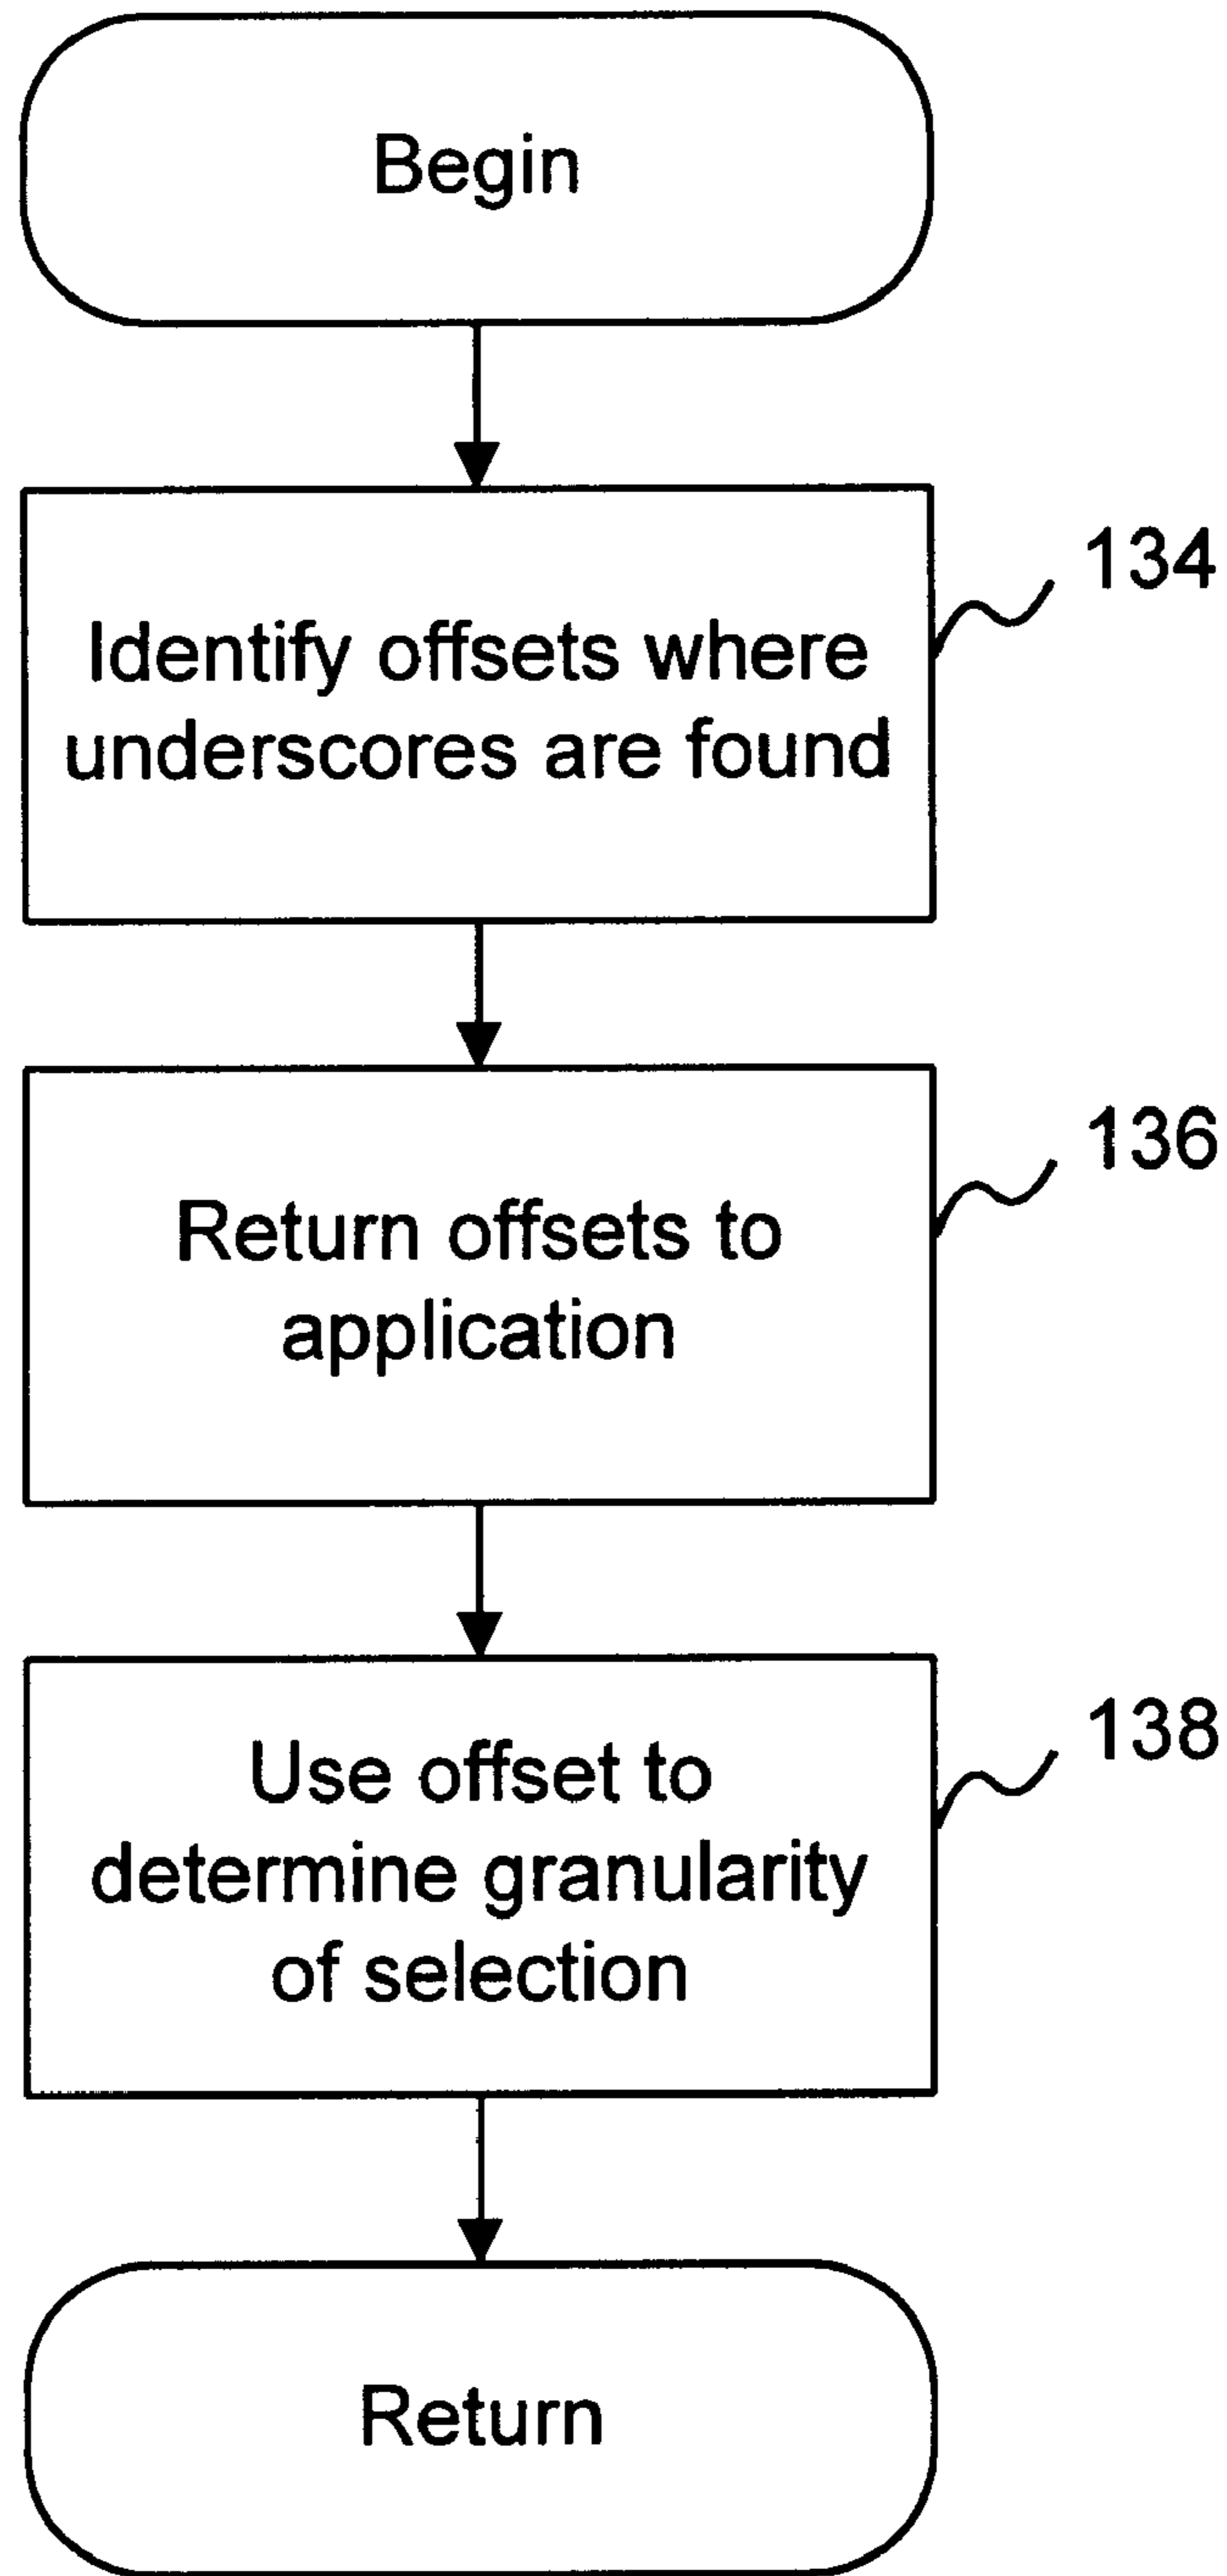 Begin
134
Identify offsets where
underscores are found
136
Return offsets to
application
138
Use offset to
determine granularity
of selection
Return